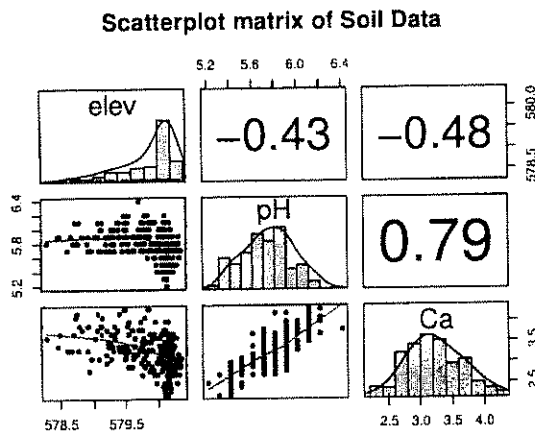 Scatterplot matrix of Soil Data
5.2 5.6 6.0 6.4
elev
−0.43
−0.48
578.5 580.0
5.2 5.8 6.4
pH
0.79
Ca
2.5 3.5
578.5 579.5
2.5 3.0 3.5 4.0